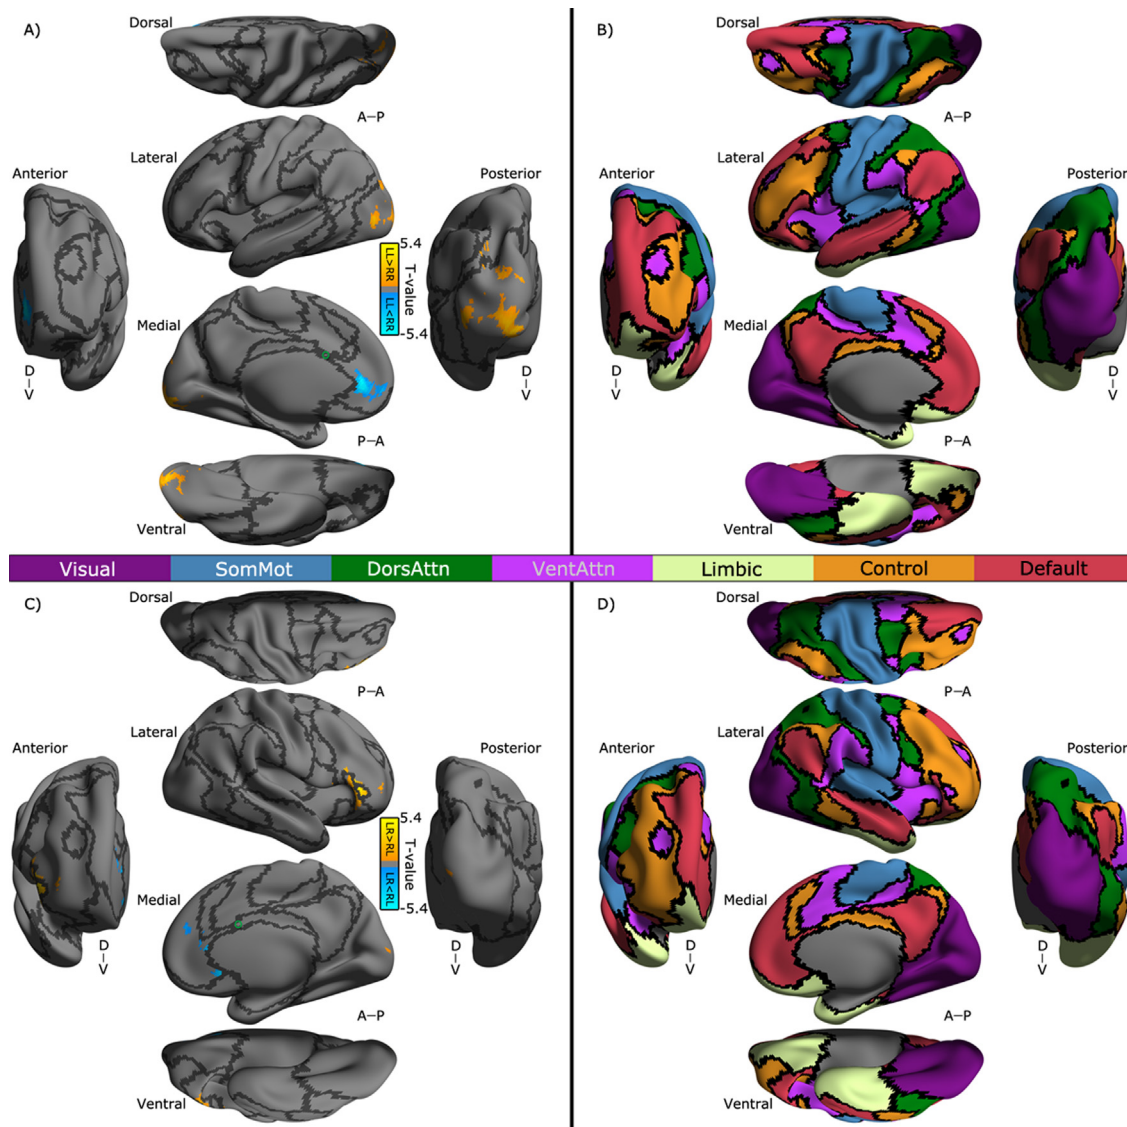 A)
Dorsal
A–P
Lateral
Anterior
Posterior
5.4
LL>RR
LL<RR
T-value
-5.4
Medial
D–V
D–V
P–A
Ventral
B)
Dorsal
A–P
Lateral
Anterior
Posterior
Medial
D–V
D–V
P–A
Ventral
Visual SomMot DorsAttn VentAttn Limbic Control Default
C)
Dorsal
P–A
Lateral
Anterior
Posterior
5.4
LR>RL
LR<RL
T-value
-5.4
Medial
D–V
D–V
A–P
Ventral
D)
Dorsal
P–A
Lateral
Anterior
Posterior
Medial
D–V
D–V
A–P
Ventral